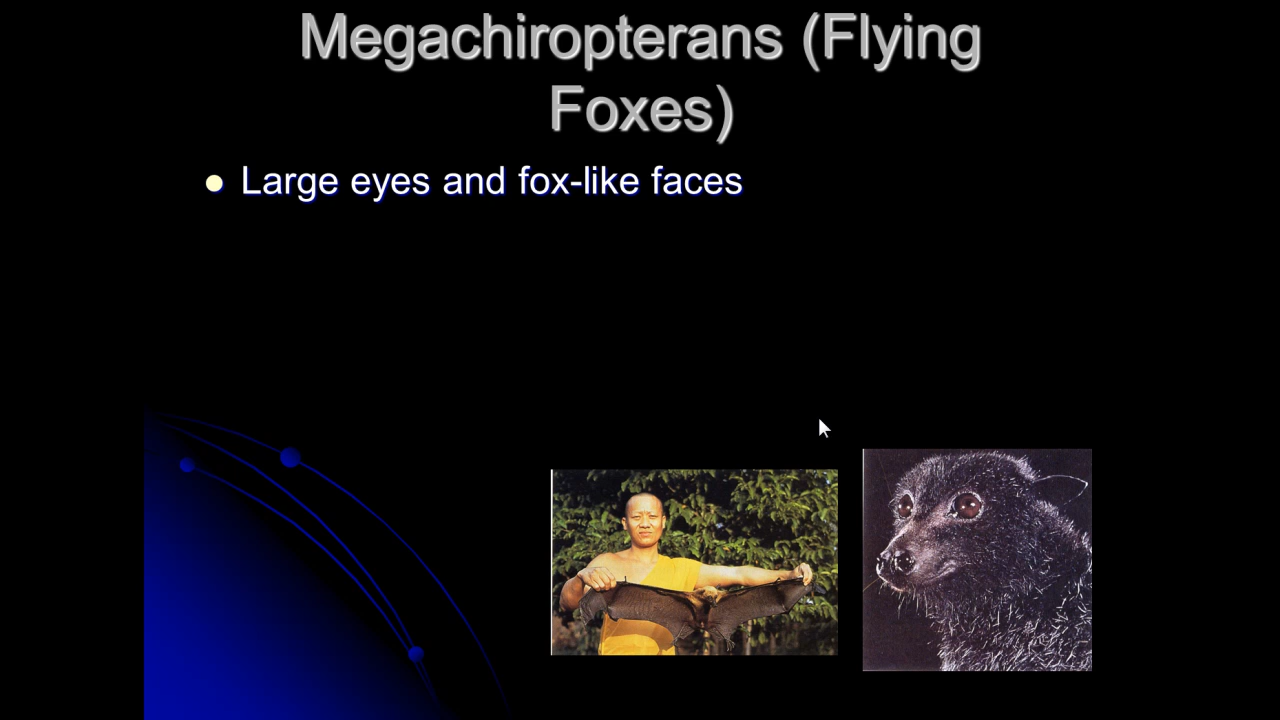 Megachiropterans (Flying
Foxes)
Large eyes and fox-like faces